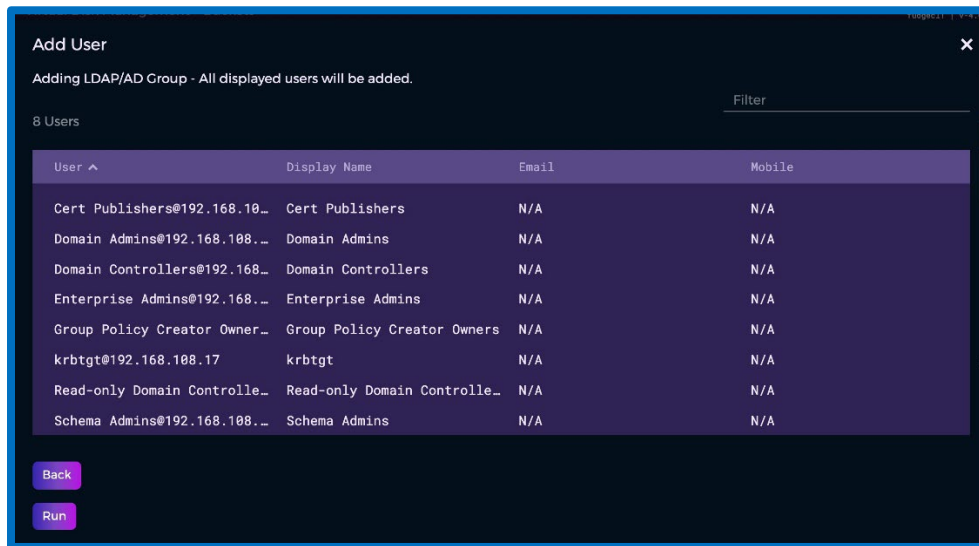 Add User
Adding LDAP/AD Group - All displayed users will be added.
Filter
8 Users
User Display Name Email Mobile
Cert Publishers@192.168.10… Cert Publishers N/A N/A
Domain Admins@192.168.108.… Domain Admins N/A N/A
Domain Controllers@192.168… Domain Controllers N/A N/A
Enterprise Admins@192.168.… Enterprise Admins N/A N/A
Group Policy Creator Owner… Group Policy Creator Owners N/A N/A
krbtgt@192.168.108.17 krbtgt N/A N/A
Read-only Domain Controlle… Read-only Domain Controlle… N/A N/A
Schema Admins@192.168.108.… Schema Admins N/A N/A
Back
Run